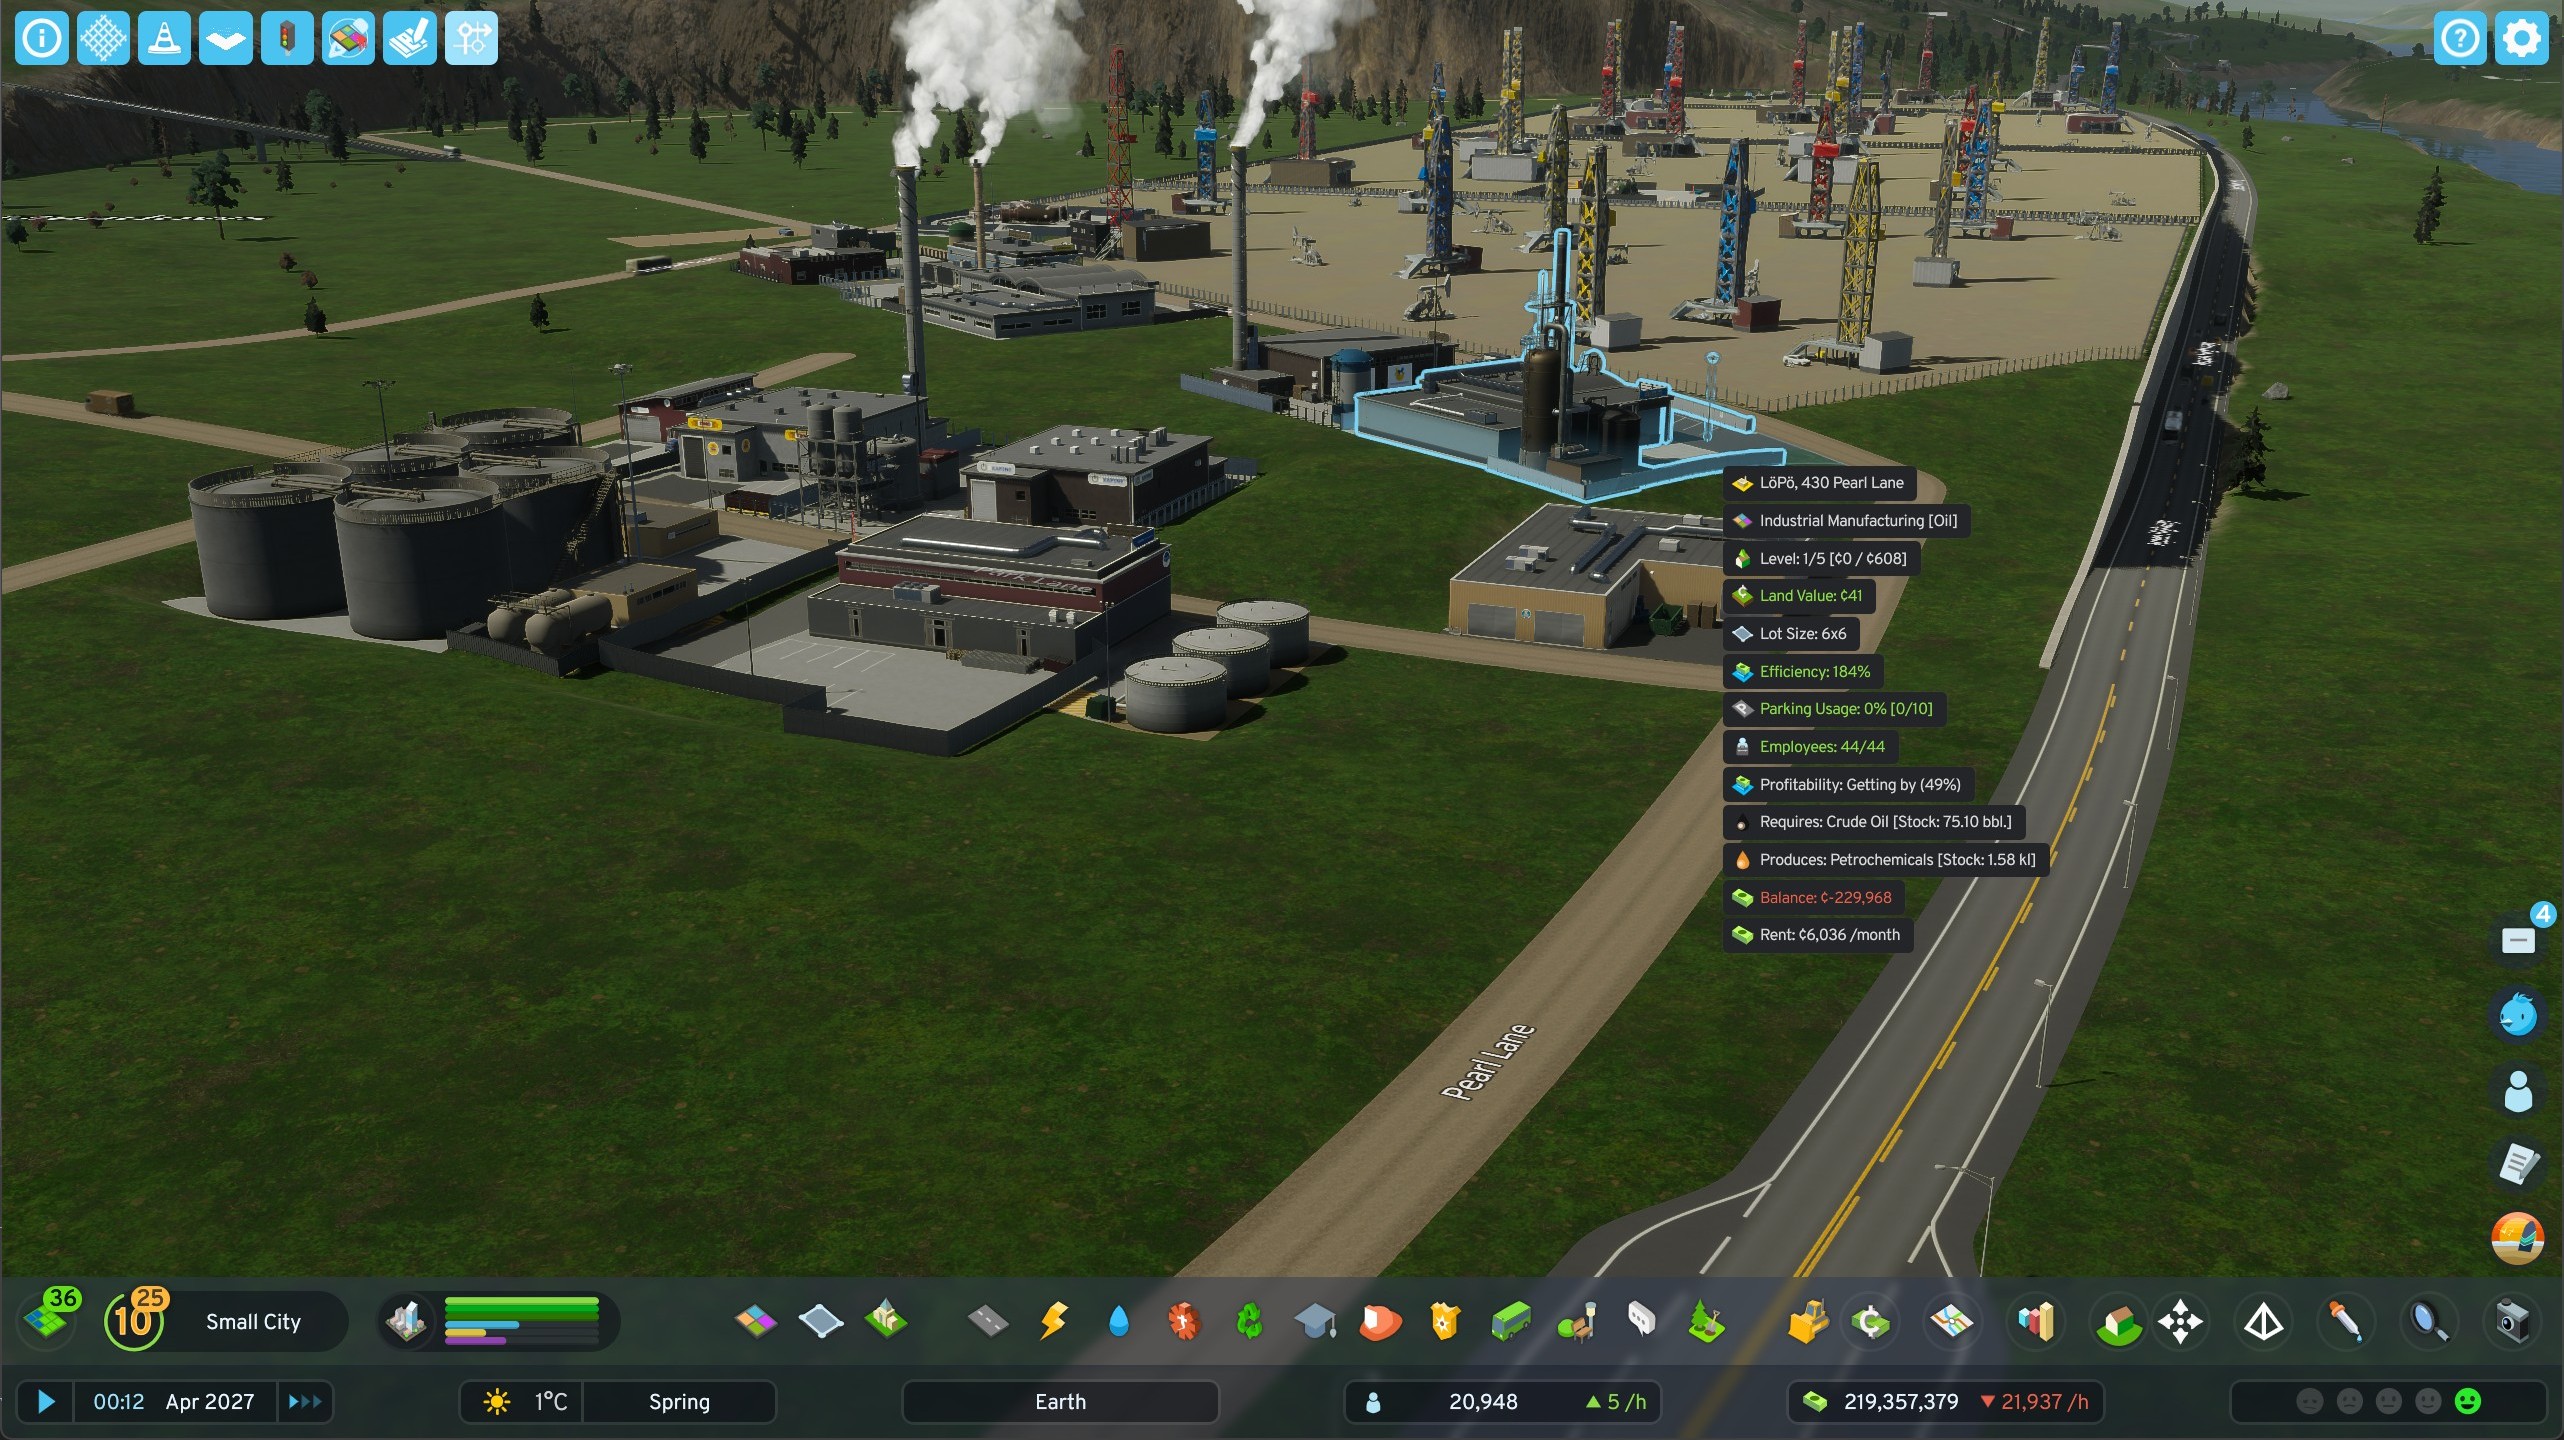 4
LöPö, 430 Pearl Lane
Industrial Manufacturing [Oil]
Level: 1/5 [¢0 / ¢608]
Land Value: ¢41
Lot Size: 6x6
Efficiency: 184%
Parking Usage: 0% [0/10]
Employees: 44/44
Profitability: Getting by (49%)
Requires: Crude Oil [Stock: 75.10 bbl.]
Produces: Petrochemicals [Stock: 1.58 kl]
Balance: ¢-229,968
Rent: ¢6,036 /month
Pearl Lane
36
25
10
Small City
00:12 Apr 2027
1°C
Spring
Earth
20,948
5 /h
219,357,379
21,937 /h